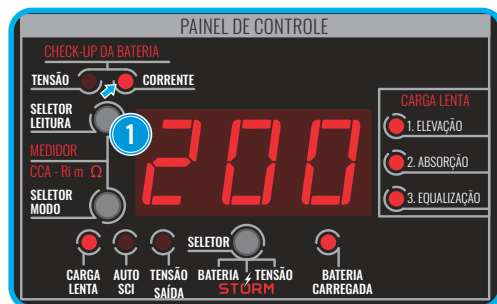 PAINEL DE CONTROLE
CHECK-UP DA BATERIA
TENSÃO CORRENTE
SELETOR
LEITURA
1
MEDIDOR
CCA - Ri m Ω
SELETOR
MODO
200
CARGA LENTA
1. ELEVAÇÃO
2. ABSORÇÃO
3. EQUALIZAÇÃO
SELETOR
CARGA
LENTA
AUTO
SCI
TENSÃO
SAÍDA
BATERIA TENSÃO
STORM
BATERIA
CARREGADA